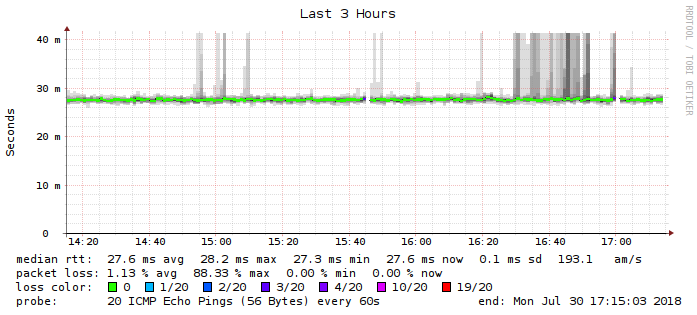 Last 3 Hours
RRDTOOL / TOBI OETIKER
Seconds
40 m
30 m
20 m
10 m
0
14:20 14:40 15:00 15:20 15:40 16:00 16:20 16:40 17:00
median rtt: 27.6 ms avg 28.2 ms max 27.3 ms min 27.6 ms now 0.1 ms sd 193.1 am/s
packet loss: 1.13 % avg 88.33 % max 0.00 % min 0.00 % now
loss color: 0 1/20 2/20 3/20 4/20 10/20 19/20
probe: 20 ICMP Echo Pings (56 Bytes) every 60s end: Mon Jul 30 17:15:03 2018